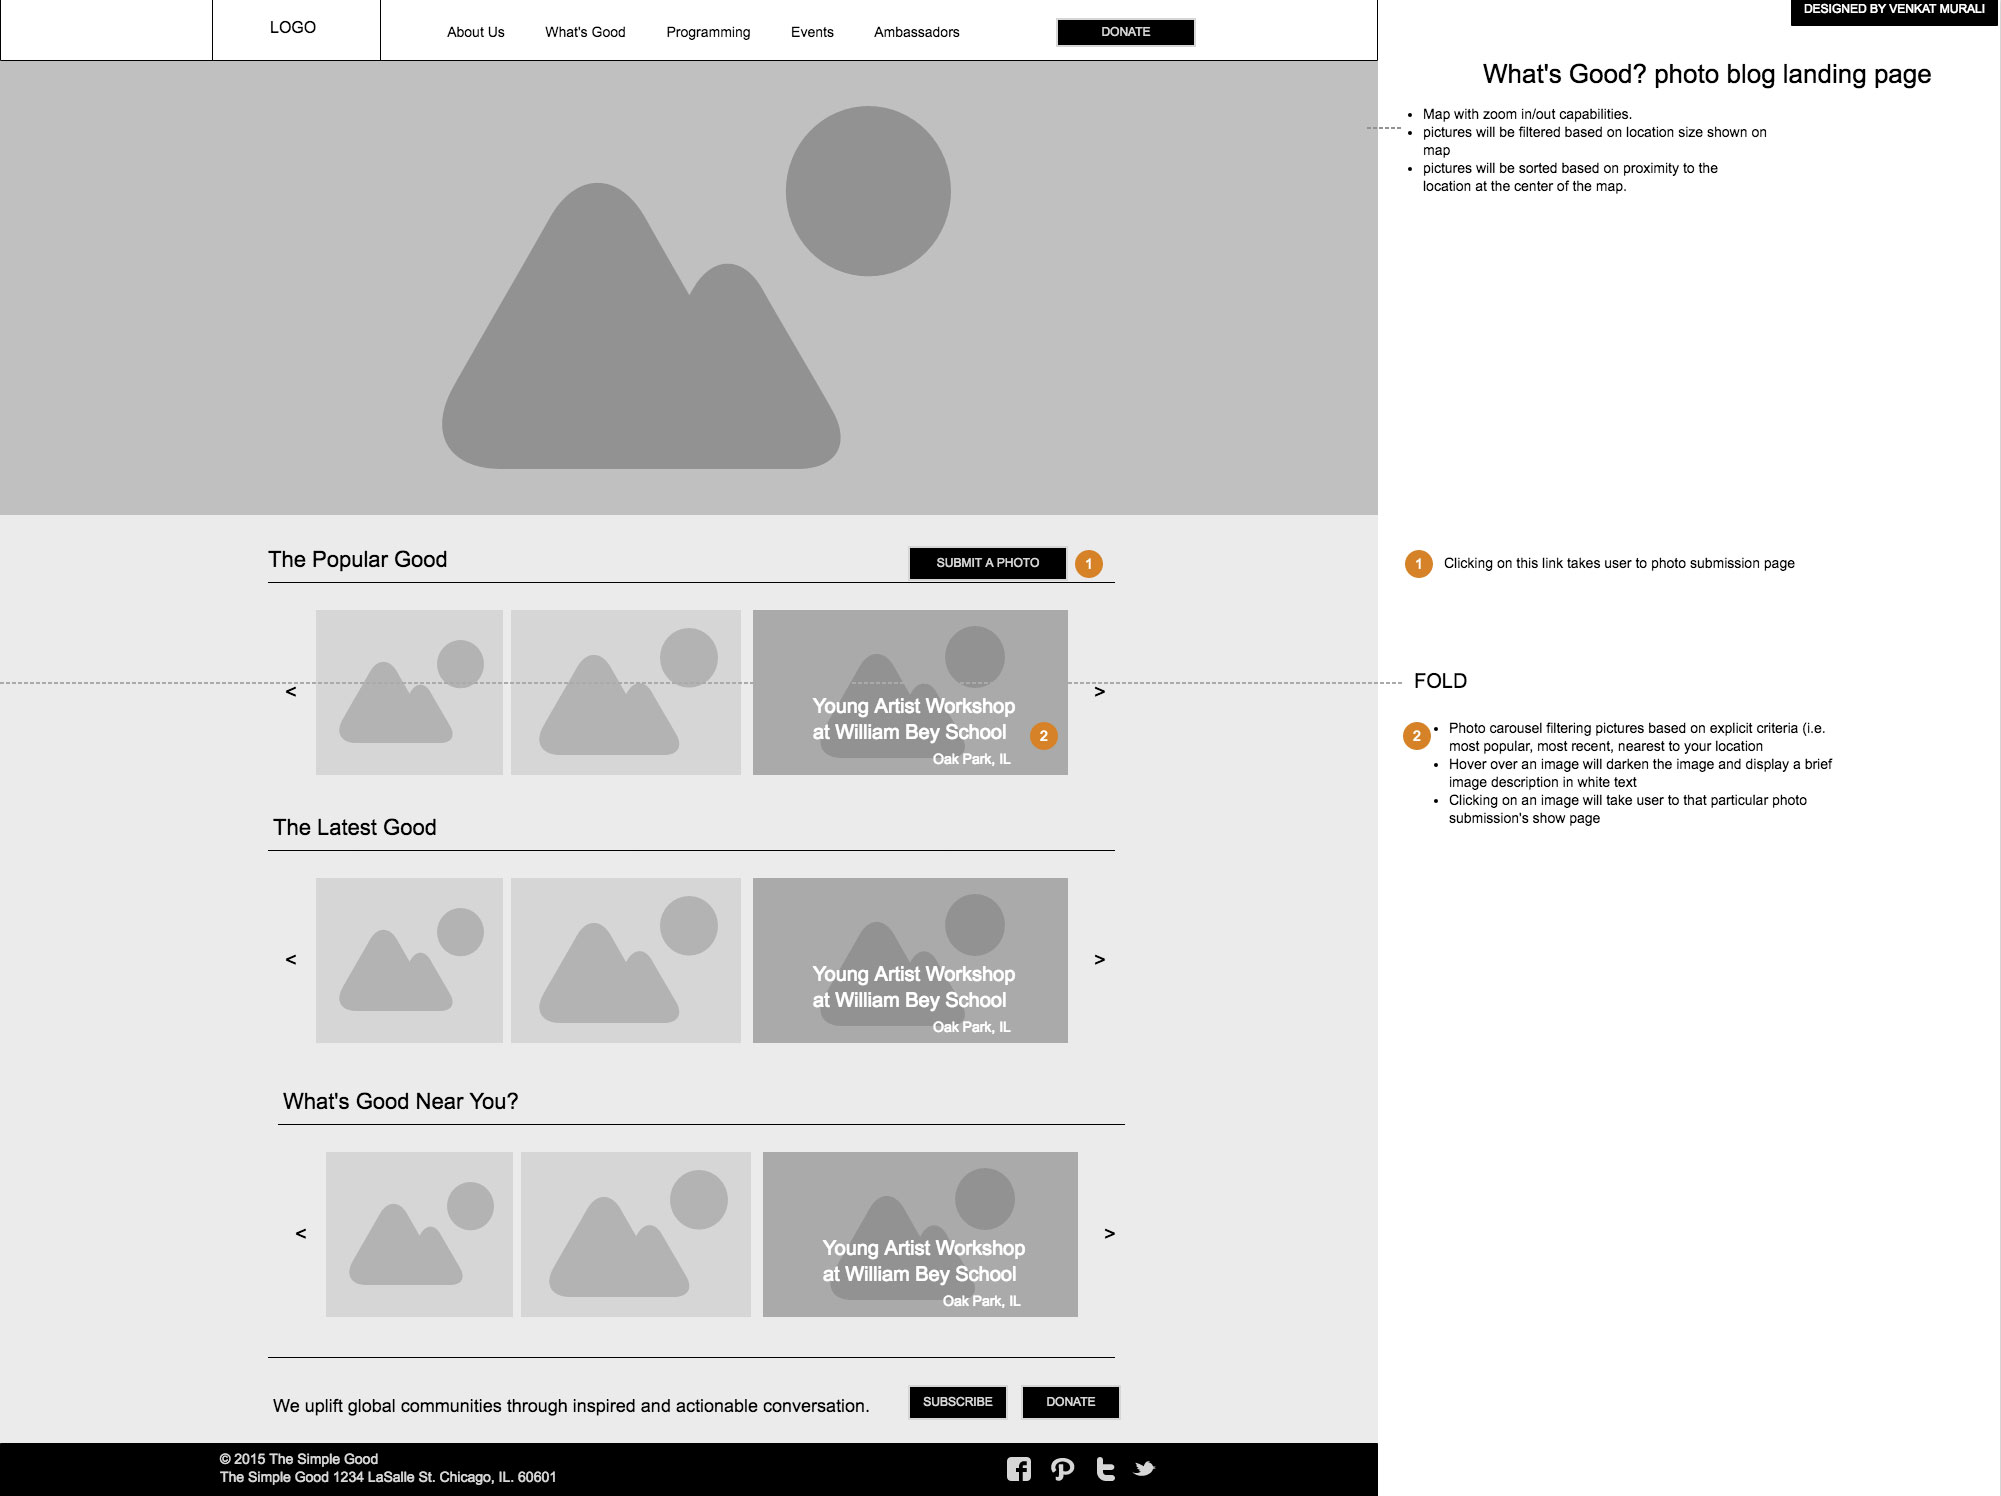 DESIGNED BY VENKAT MURALI
LOGO
About Us
What's Good
Programming
Events
Ambassadors
DONATE
What's Good? photo blog landing page
• Map with zoom in/out capabilities.
• pictures will be filtered based on location size shown on
map
• pictures will be sorted based on proximity to the
location at the center of the map.
The Popular Good
SUBMIT A PHOTO
1
1
Clicking on this link takes user to photo submission page
FOLD
<
>
Young Artist Workshop
at William Bey School
Oak Park, IL
2
2
• Photo carousel filtering pictures based on explicit criteria (i.e.
most popular, most recent, nearest to your location
• Hover over an image will darken the image and display a brief
image description in white text
• Clicking on an image will take user to that particular photo
submission's show page
The Latest Good
<
>
Young Artist Workshop
at William Bey School
Oak Park, IL
What's Good Near You?
<
>
Young Artist Workshop
at William Bey School
Oak Park, IL
We uplift global communities through inspired and actionable conversation.
SUBSCRIBE
DONATE
© 2015 The Simple Good
The Simple Good 1234 LaSalle St. Chicago, IL. 60601